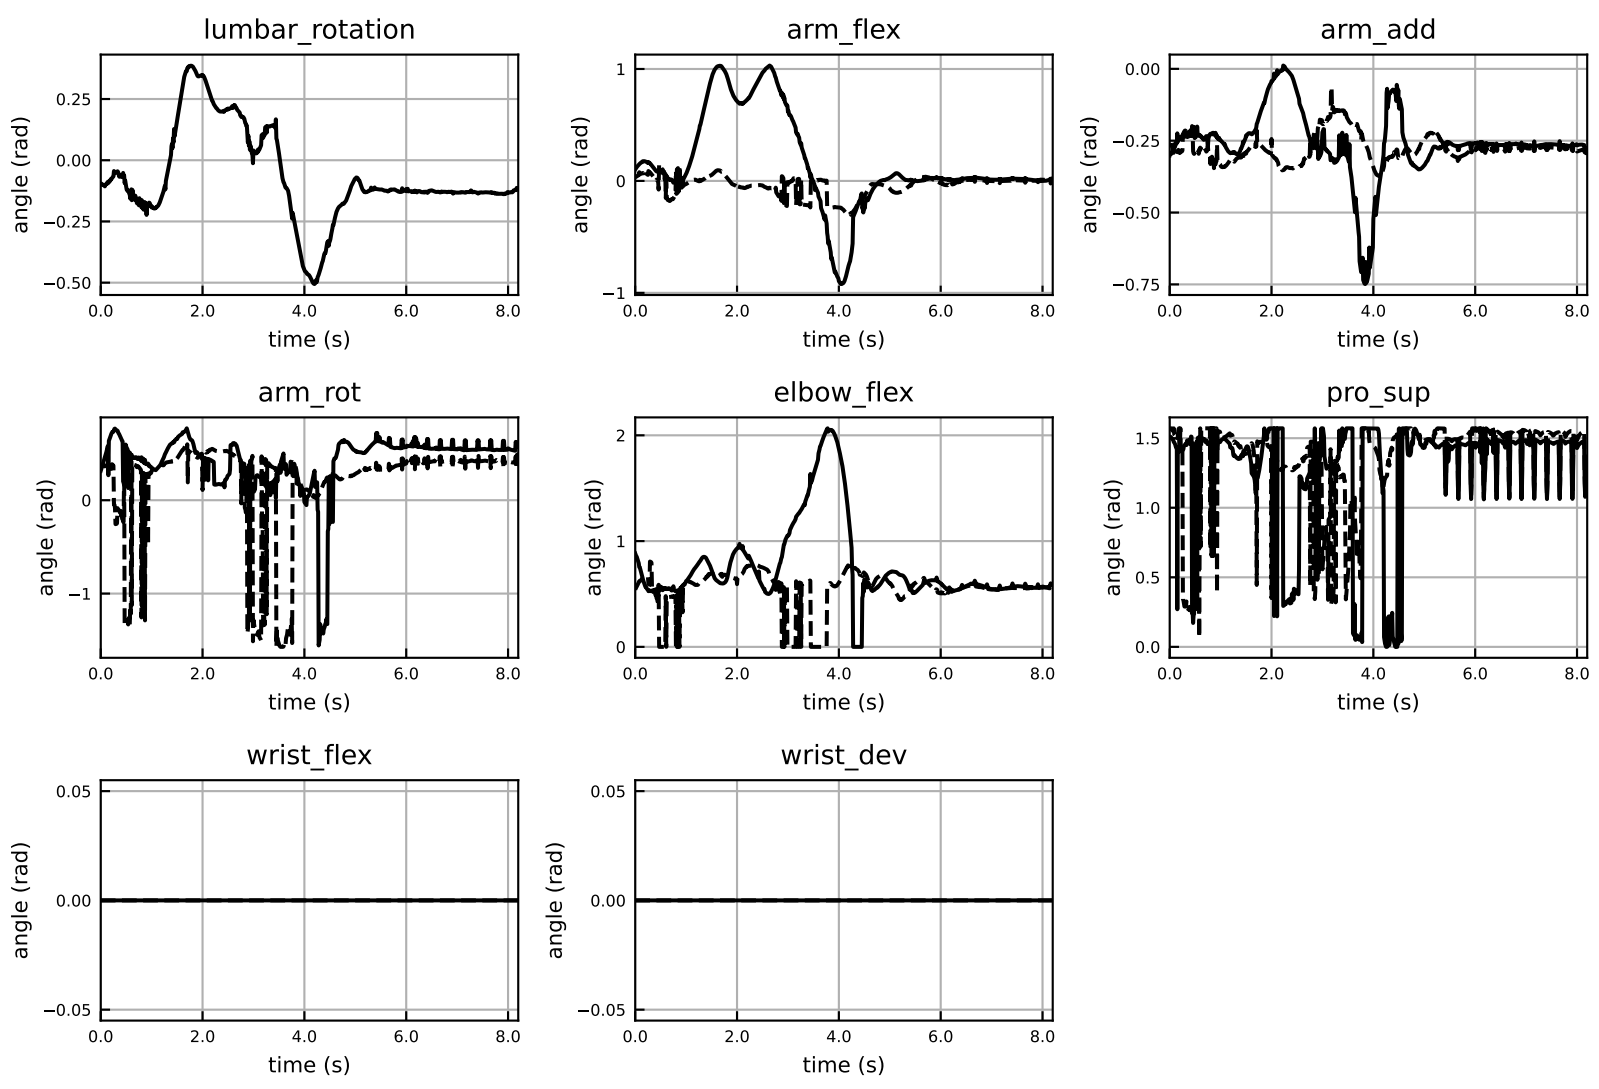 lumbar_rotation
angle (rad)
0.25
0.00
−0.25
−0.50
0.0 2.0 4.0 6.0 8.0
time (s)
arm_flex
angle (rad)
1
0
−1
0.0 2.0 4.0 6.0 8.0
time (s)
arm_add
angle (rad)
0.00
−0.25
−0.50
−0.75
0.0 2.0 4.0 6.0 8.0
time (s)
arm_rot
angle (rad)
0
−1
0.0 2.0 4.0 6.0 8.0
time (s)
elbow_flex
angle (rad)
2
1
0
0.0 2.0 4.0 6.0 8.0
time (s)
pro_sup
angle (rad)
1.5
1.0
0.5
0.0
0.0 2.0 4.0 6.0 8.0
time (s)
wrist_flex
angle (rad)
0.05
0.00
−0.05
0.0 2.0 4.0 6.0 8.0
time (s)
wrist_dev
angle (rad)
0.05
0.00
−0.05
0.0 2.0 4.0 6.0 8.0
time (s)